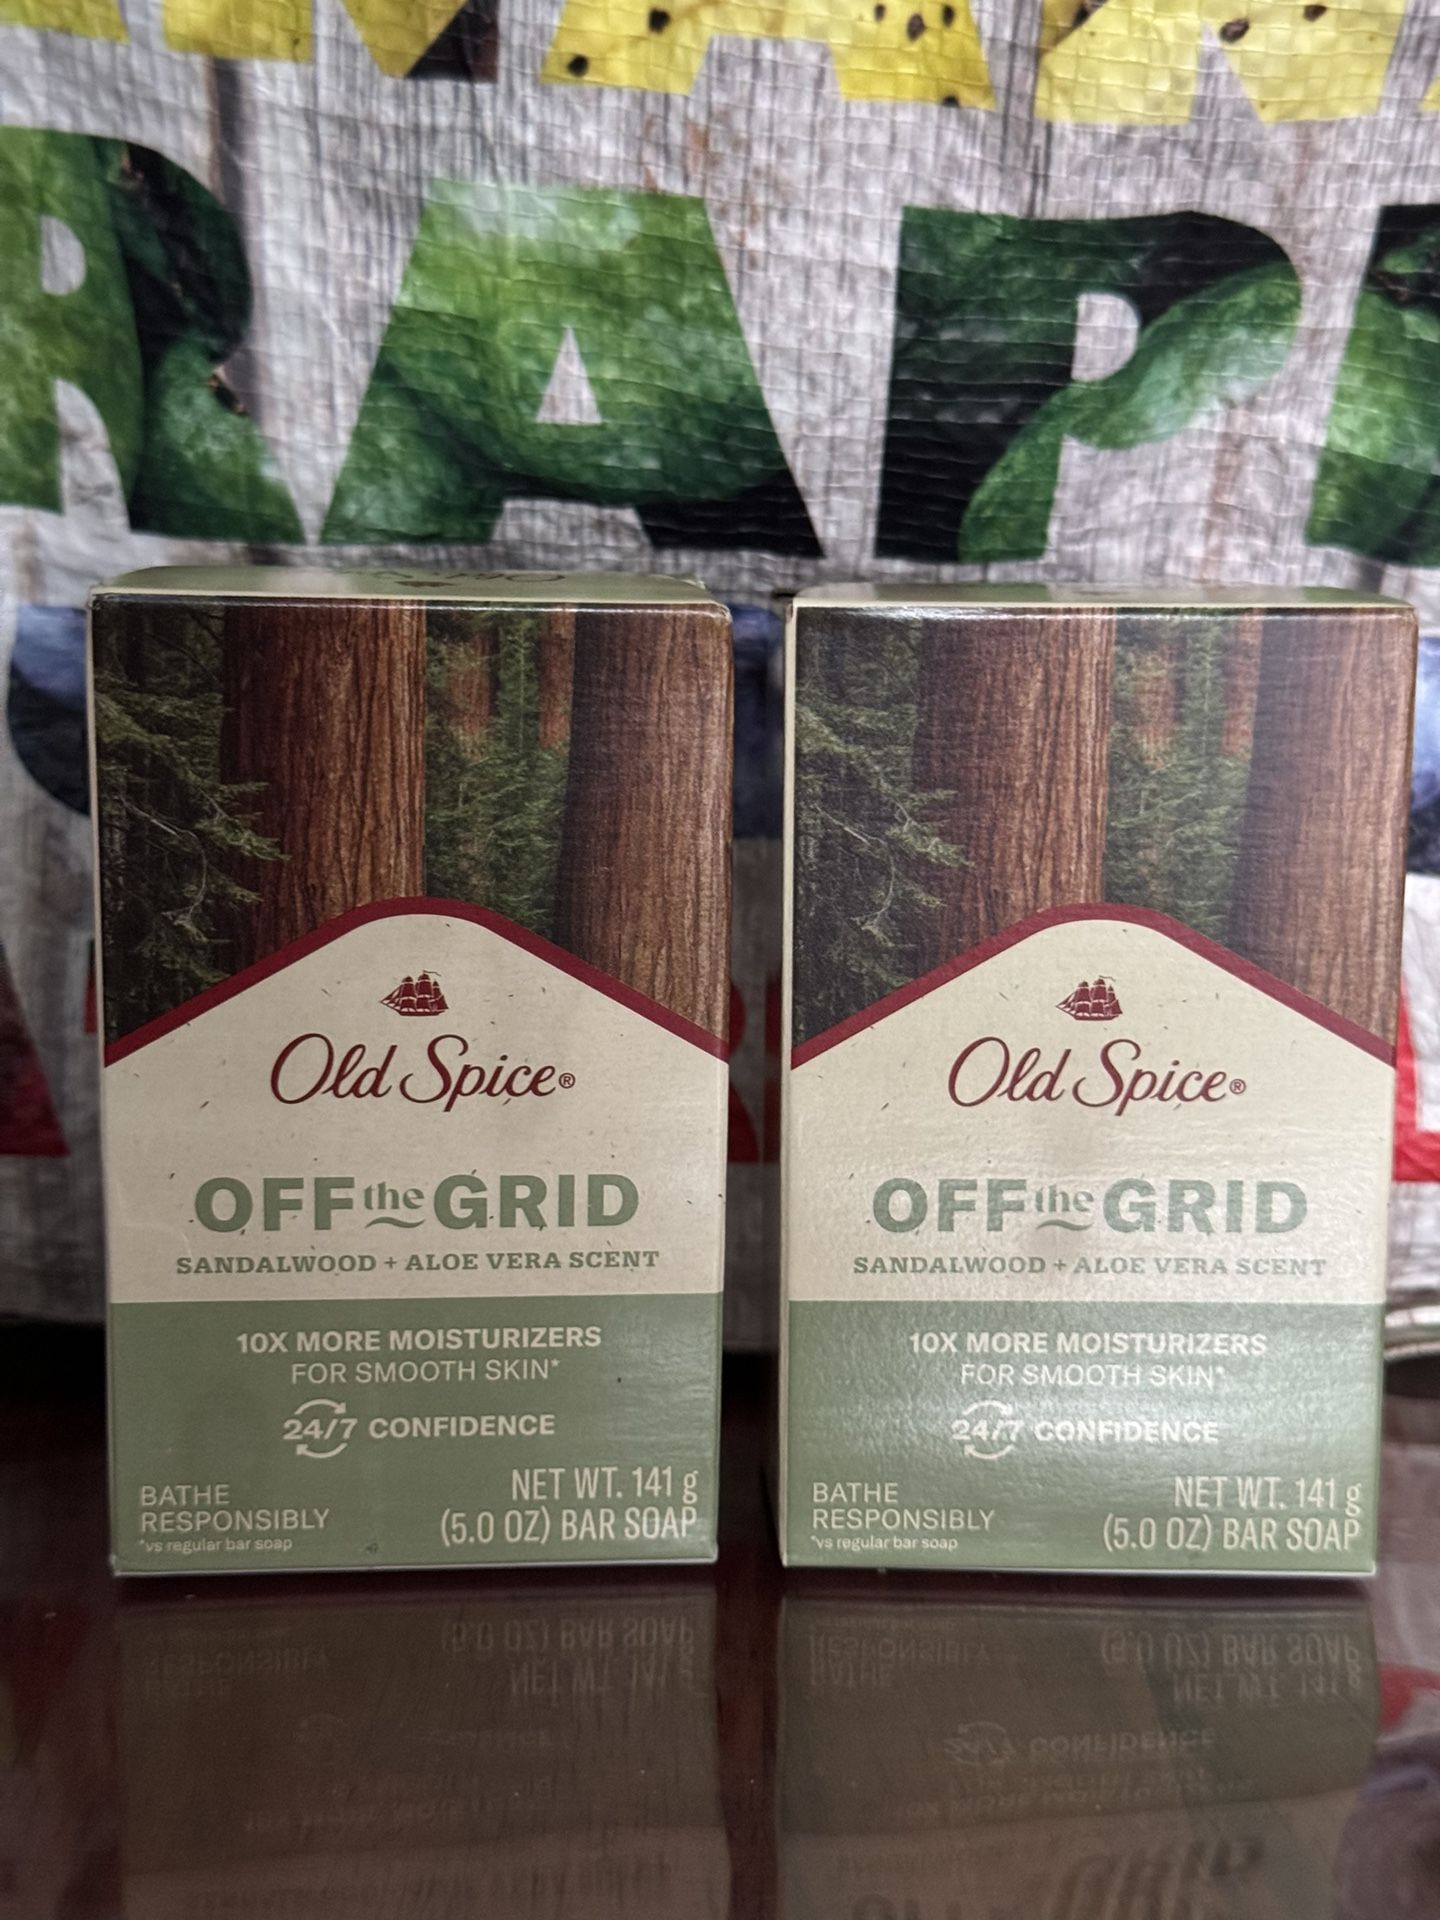 RAP
Old Spice®
OFF the GRID
SANDALWOOD + ALOE VERA SCENT
10X MORE MOISTURIZERS
FOR SMOOTH SKIN*
24/7 CONFIDENCE
BATHE
RESPONSIBLY
*vs regular bar soap
NET WT. 141 g
(5.0 OZ) BAR SOAP
Old Spice®
OFF the GRID
SANDALWOOD + ALOE VERA SCENT
10X MORE MOISTURIZERS
FOR SMOOTH SKIN*
24/7 CONFIDENCE
BATHE
RESPONSIBLY
*vs regular bar soap
NET WT. 141 g
(5.0 OZ) BAR SOAP